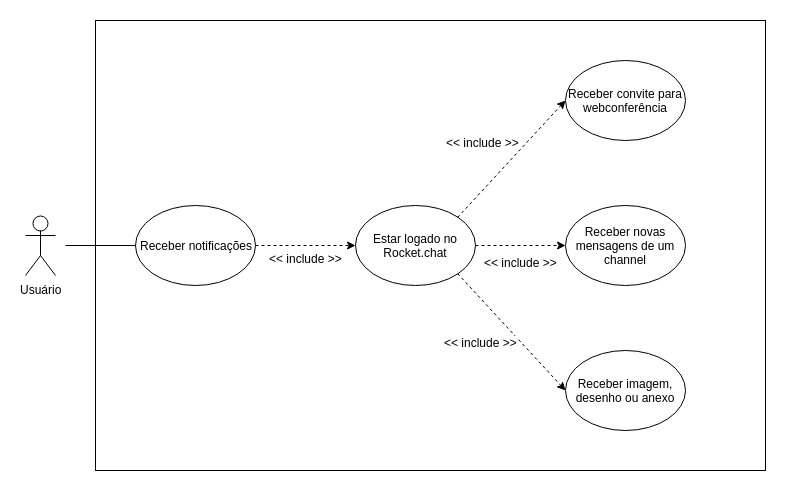 Receber convite para
webconferência
<< include >>
Receber notificações
<< include >>
Estar logado no
Rocket.chat
<< include >>
Receber novas
mensagens de um
channel
Usuário
<< include >>
Receber imagem,
desenho ou anexo